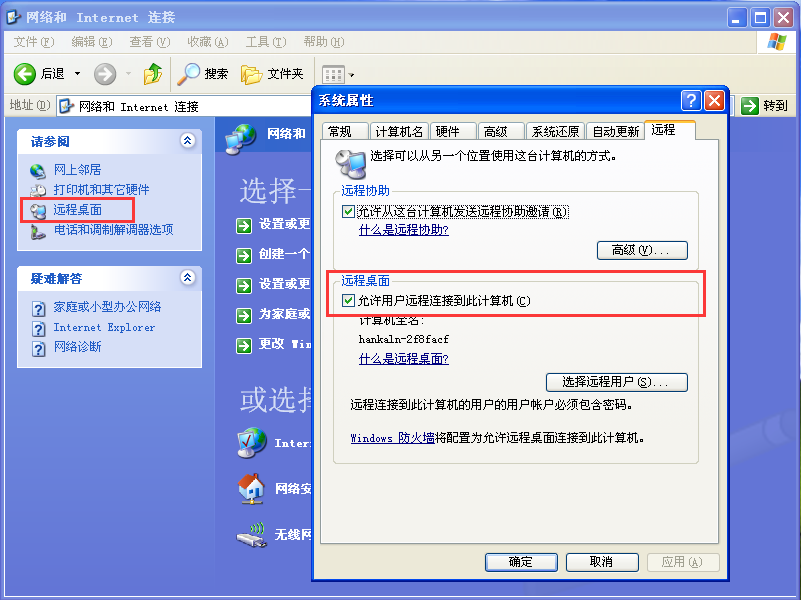 网络和 Internet 连接
文件(F) 编辑(E) 查看(V) 收藏(A) 工具(T) 帮助(H)
后退 搜索 文件夹
地址(D) 网络和 Internet 连接 转到
请参阅
网上邻居
打印机和其它硬件
远程桌面
电话和调制解调器选项
疑难解答
家庭或小型办公网络
Internet Explorer
网络诊断
网络和
选择一
设置或更
创建一个
设置或更
为家庭或
更改 Win
或选择
Inter
网络安
无线网
系统属性
常规 计算机名 硬件 高级 系统还原 自动更新 远程
选择可以从另一个位置使用这台计算机的方式。
远程协助
允许从这台计算机发送远程协助邀请(R)
什么是远程协助?
高级(V)...
远程桌面
允许用户远程连接到此计算机(C)
计算机全名:
hankaln-2f8facf
什么是远程桌面?
选择远程用户(S)...
远程连接到此计算机的用户的用户帐户必须包含密码。
Windows 防火墙将配置为允许远程桌面连接到此计算机。
确定 取消 应用(A)